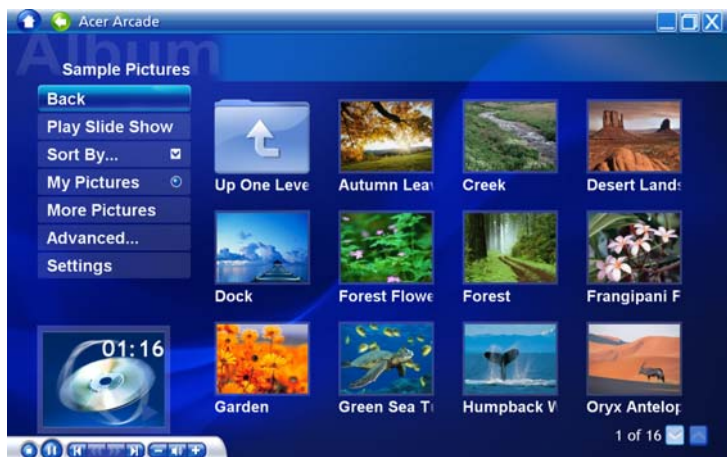 Acer Arcade
Album
Sample Pictures
Back
Play Slide Show
Sort By...
My Pictures
More Pictures
Advanced...
Settings
Up One Leve
Autumn Lea
Creek
Desert Lands
Dock
Forest Flowe
Forest
Frangipani F
01:16
Garden
Green Sea T
Humpback W
Oryx Antelop
1 of 16